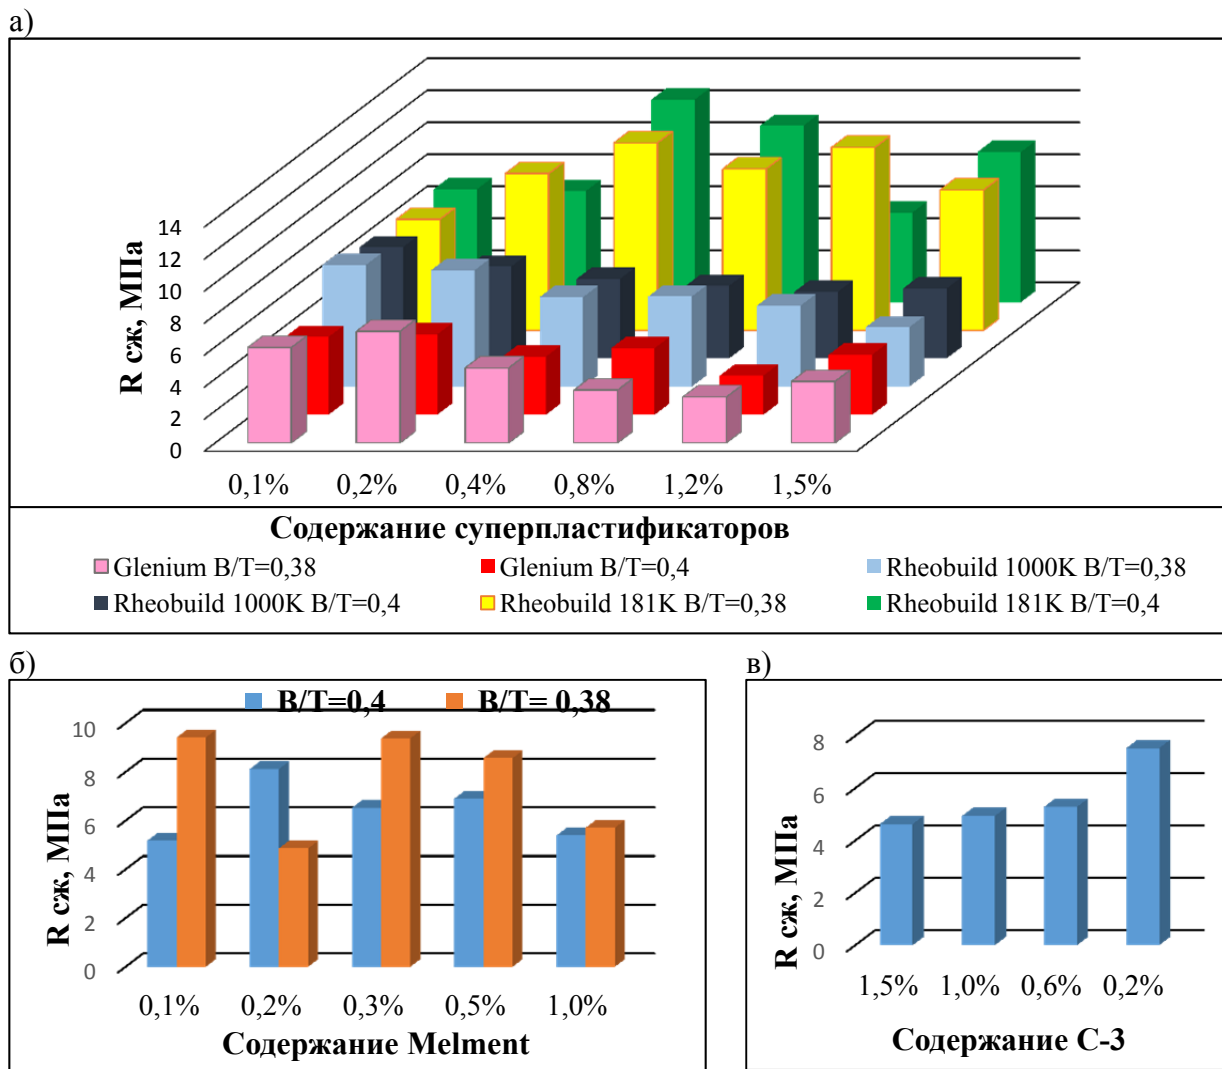 а)
R сж, МПа
14
12
10
8
6
4
2
0
0,1% 0,2% 0,4% 0,8% 1,2% 1,5%
Содержание суперпластификаторов
Glenium В/Т=0,38 Glenium В/Т=0,4 Rheobuild 1000К В/Т=0,38
Rheobuild 1000К В/Т=0,4 Rheobuild 181К В/Т=0,38 Rheobuild 181К В/Т=0,4
б)
В/Т=0,4 В/Т= 0,38
R сж, МПа
10
8
6
4
2
0
0,1% 0,2% 0,3% 0,5% 1,0%
Содержание Melment
в)
R сж, МПа
8
6
4
2
0
1,5% 1,0% 0,6% 0,2%
Содержание С-3